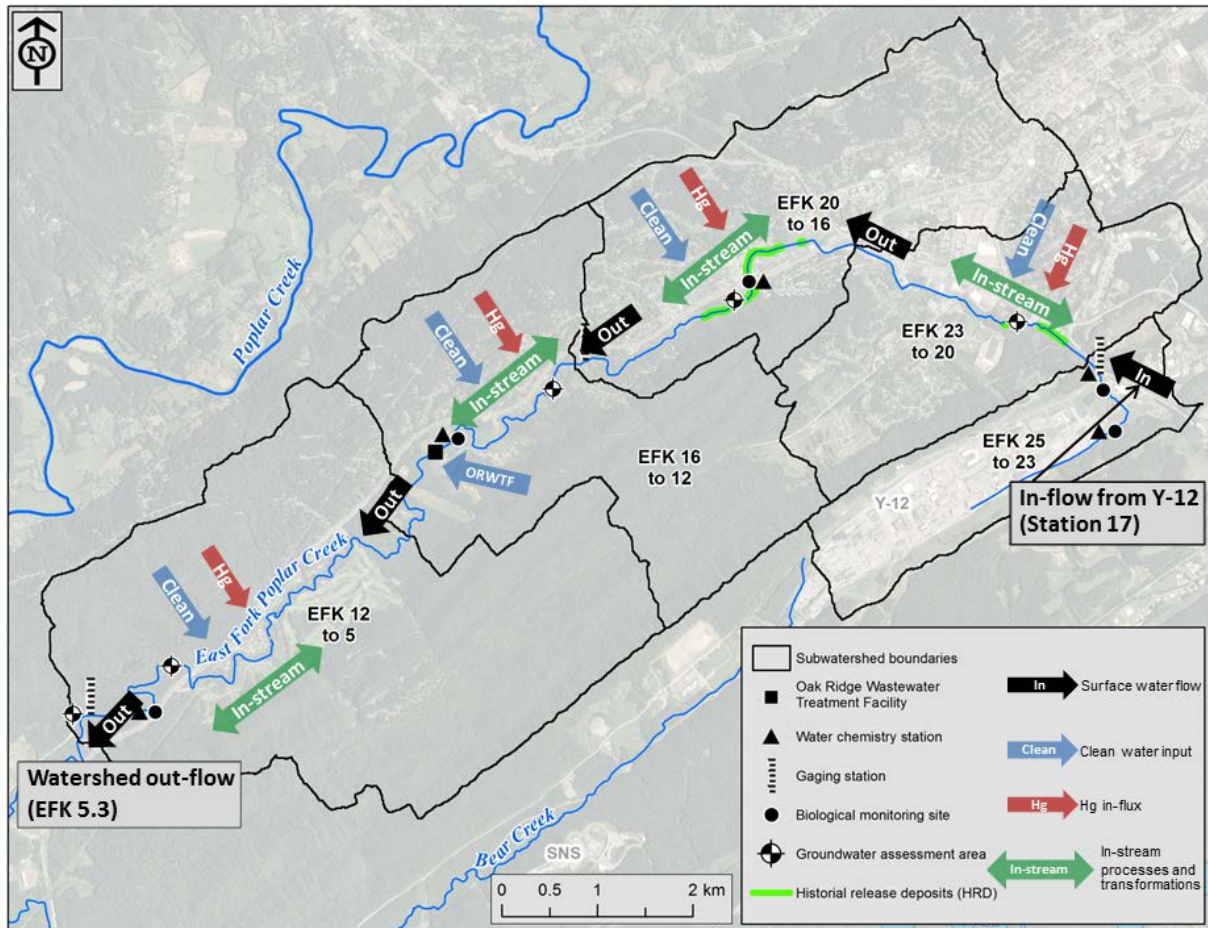 N
Poplar Creek
EFK 20
to 16
Hg
Clean
In-stream
Out
Clean
Hg
In-stream
Out
Hg
Clean
In-stream
EFK 23
to 20
In
EFK 16
to 12
EFK 25
to 23
ORWTF
Out
Y-12
In-flow from Y-12
(Station 17)
Hg
Clean
East Fork Poplar Creek
EFK 12
to 5
In-stream
Out
Watershed out-flow
(EFK 5.3)
Bear Creek
SNS
0 0.5 1 2 km
Subwatershed boundaries
Oak Ridge Wastewater
Treatment Facility
Water chemistry station
Gaging station
Biological monitoring site
Groundwater assessment area
Historial release deposits (HRD)
In Surface water flow
Clean Clean water input
Hg Hg in-flux
In-stream In-stream
processes and
transformations